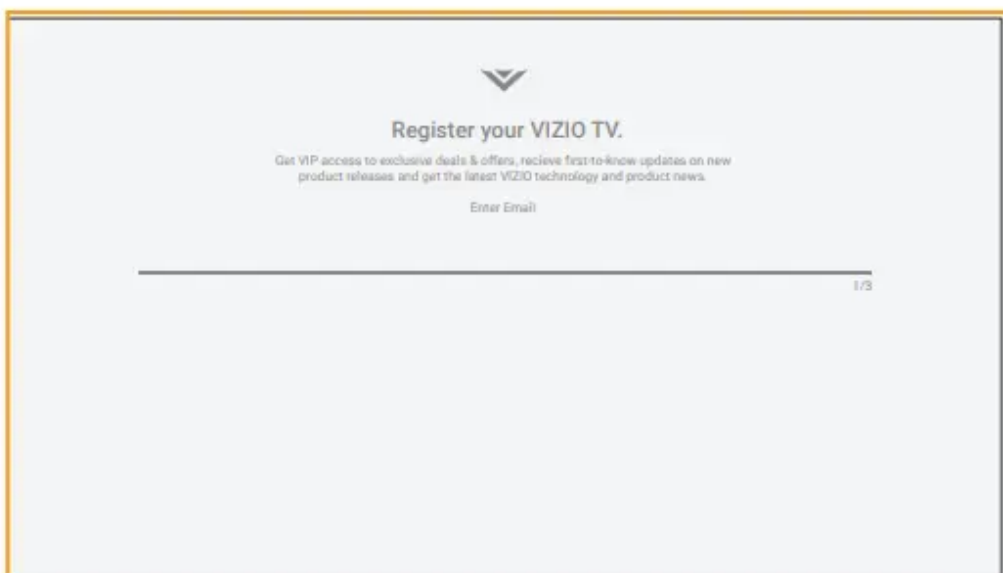 Register your VIZIO TV.
Get VIP access to exclusive deals & offers, recieve first-to-know updates on new
product releases and get the latest VIZIO technology and product news.
Enter Email
1/3